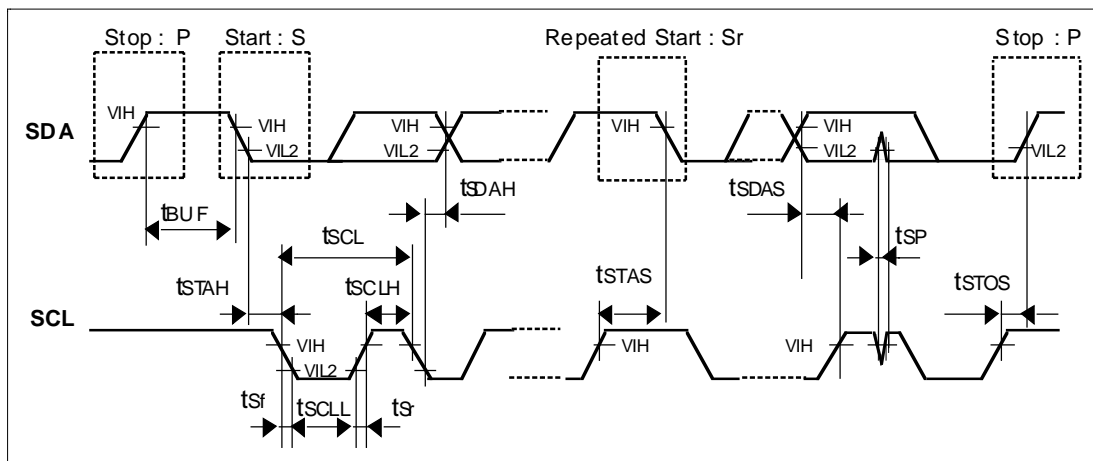 Stop : P
Start : S
Repeated Start : Sr
Stop : P
SDA
VIH
VIH
VIL2
VIH
VIL2
VIH
VIH
VIL2
VIL2
tBUF
tSDAH
tSDAS
tSCL
tSP
tSTAH
tSCLH
tSTAS
tSTOS
SCL
VIH
VIL2
VIH
VIH
tSf
tSCLL
tSr